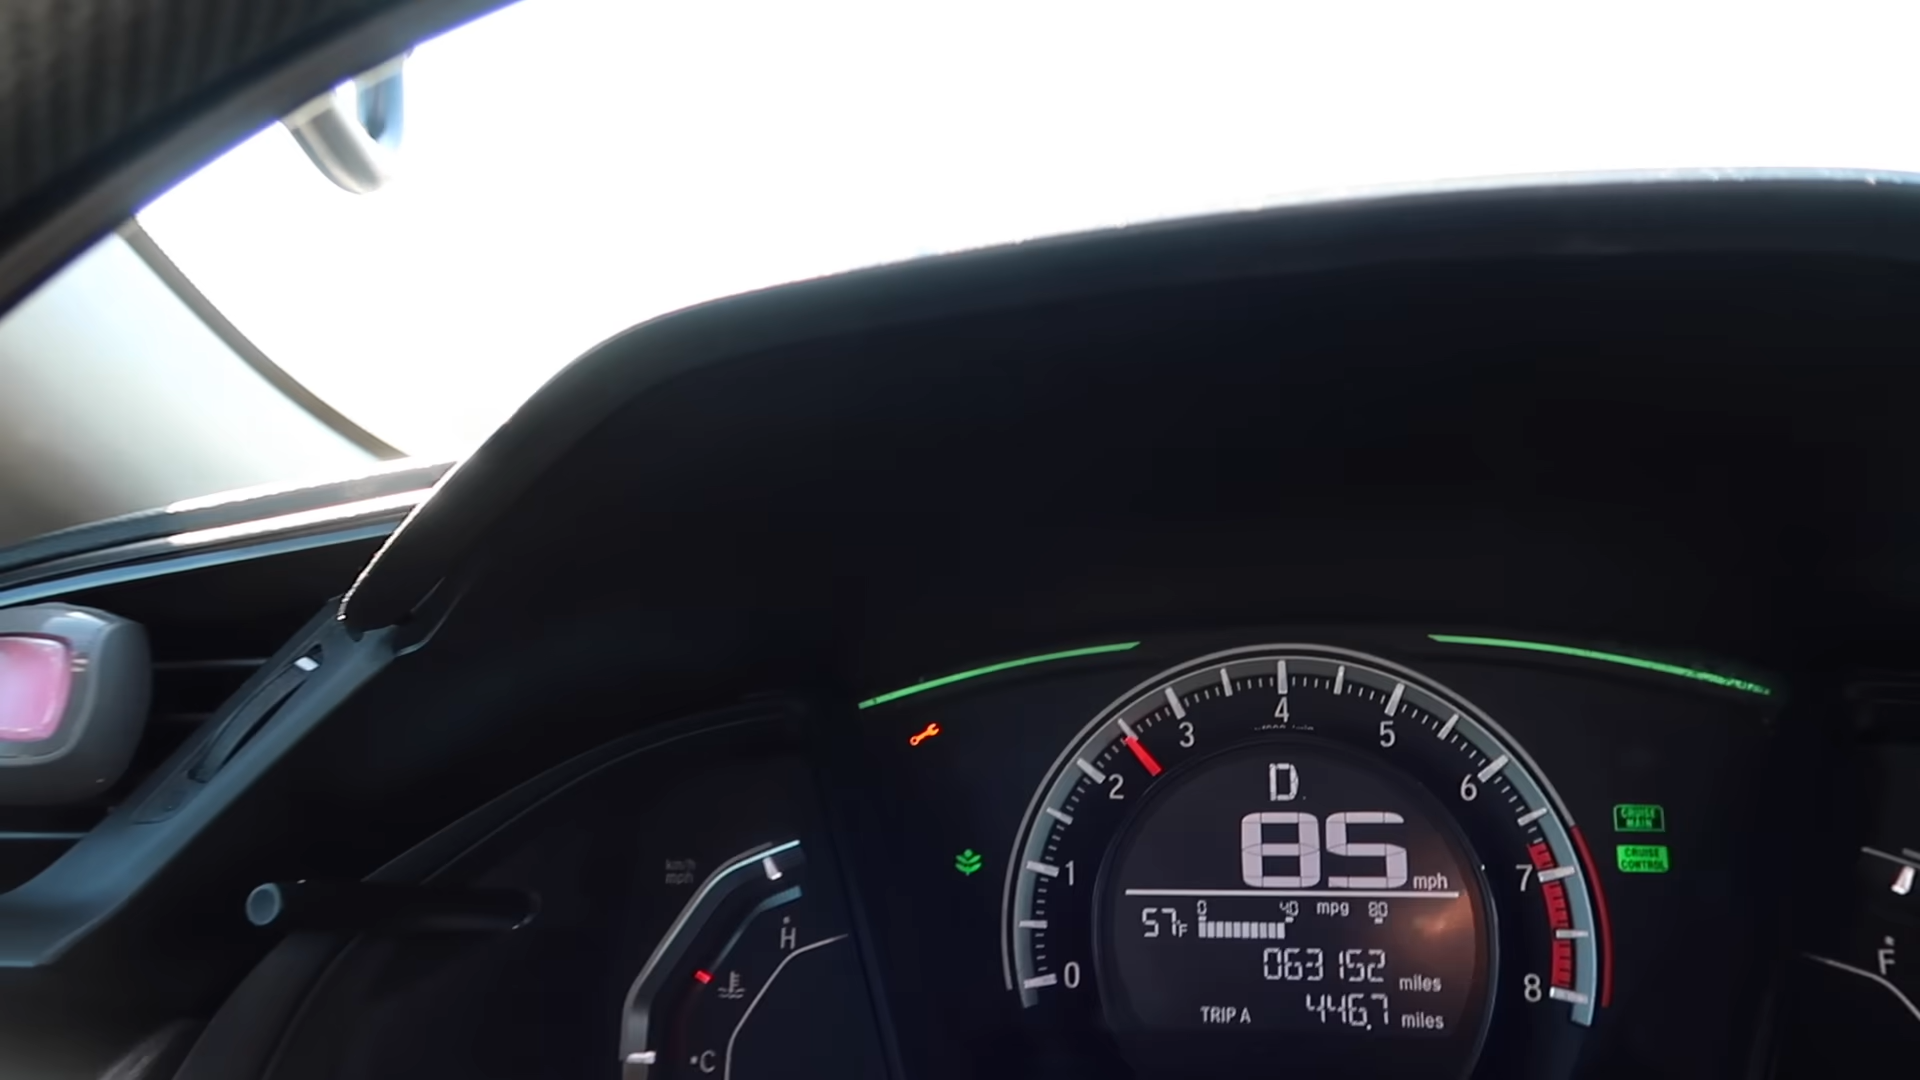 4
3
5
2
6
D
85 mph
1
7
CRUISE MAIN
CRUISE CONTROL
km/h
mph
0 40 mpg 80
57°F
H
063152 miles
F
0
8
TRIP A 446.7 miles
C